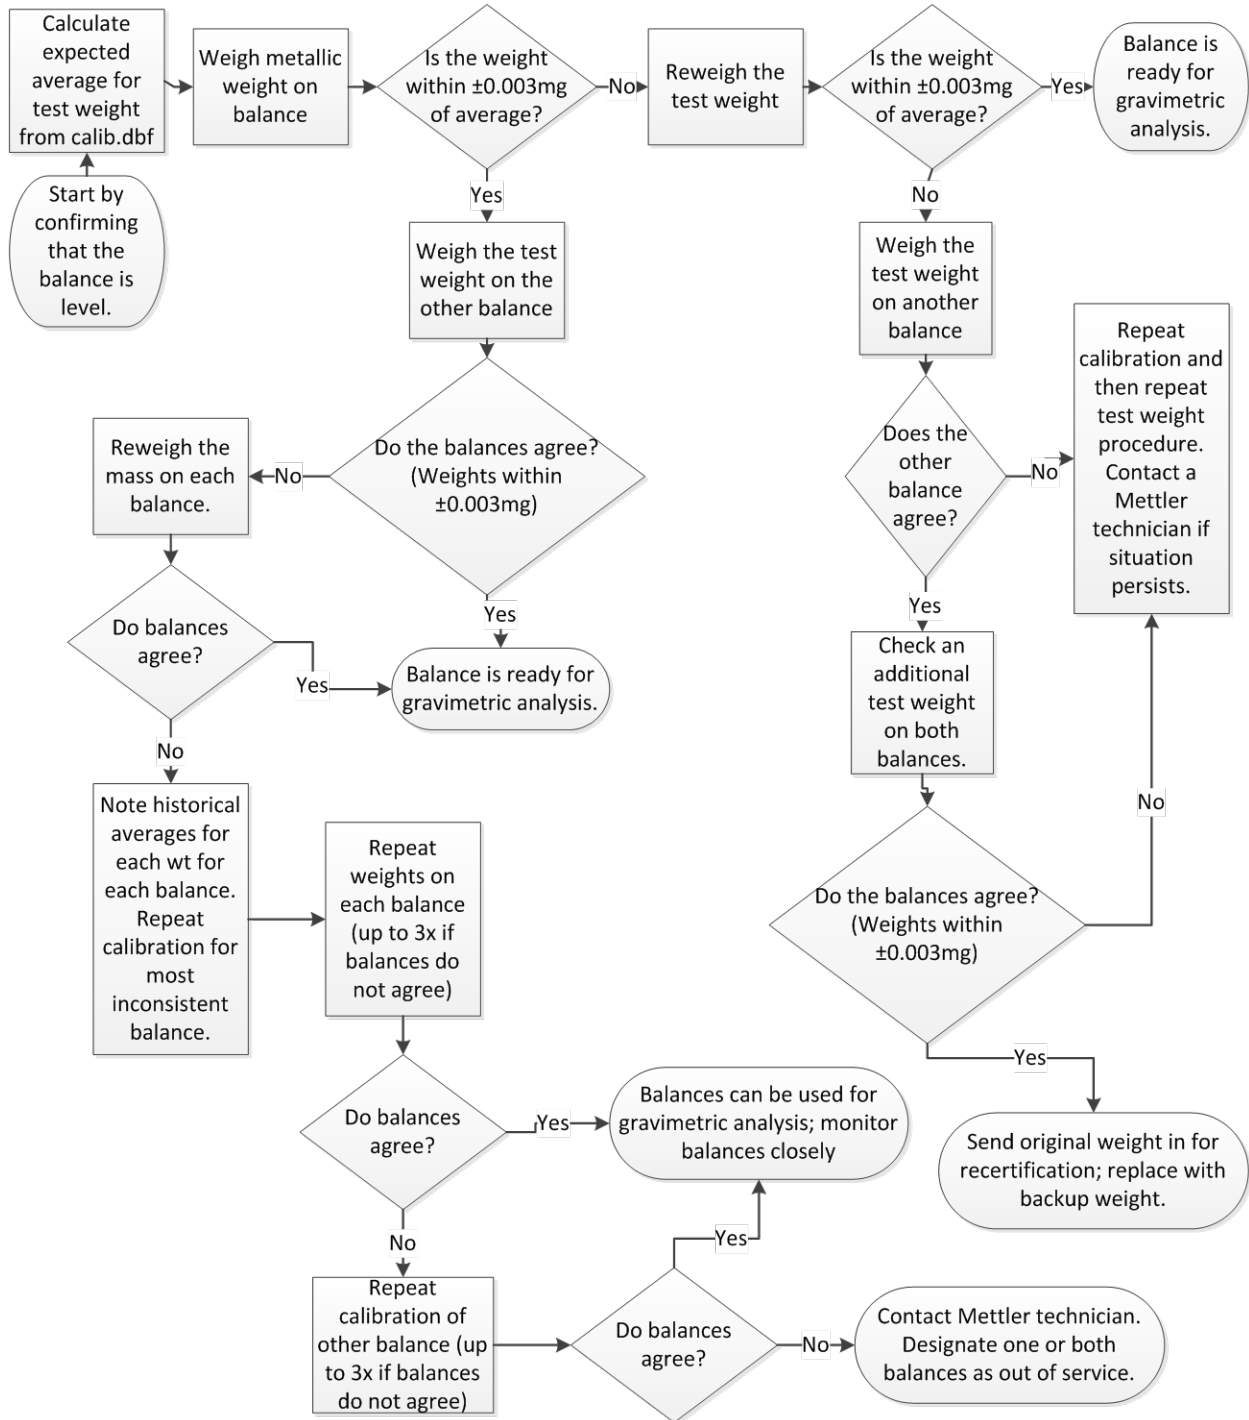 Calculate
expected
average for
test weight
from calib.dbf
Start by
confirming
that the
balance is
level.
Weigh metallic
weight on
balance
Is the weight
within ±0.003mg
of average?
No
Reweigh the
test weight
Is the weight
within ±0.003mg
of average?
Yes
Balance is
ready for
gravimetric
analysis.
Yes
Weigh the test
weight on the
other balance
Do the balances agree?
(Weights within
±0.003mg)
No
Reweigh the
mass on each
balance.
Yes
Do balances
agree?
Yes
Balance is ready for
gravimetric analysis.
No
Note historical
averages for
each wt for
each balance.
Repeat
calibration for
most
inconsistent
balance.
Repeat
weights on
each balance
(up to 3x if
balances do
not agree)
Do balances
agree?
Yes
Balances can be used for
gravimetric analysis; monitor
balances closely
No
Repeat
calibration of
other balance (up
to 3x if balances
do not agree)
Do balances
agree?
Yes
No
Contact Mettler technician.
Designate one or both
balances as out of service.
No
Weigh the
test weight
on another
balance
Does the
other
balance
agree?
No
Repeat
calibration and
then repeat
test weight
procedure.
Contact a
Mettler
technician if
situation
persists.
Yes
Check an
additional
test weight
on both
balances.
Do the balances agree?
(Weights within
±0.003mg)
No
Yes
Send original weight in for
recertification; replace with
backup weight.